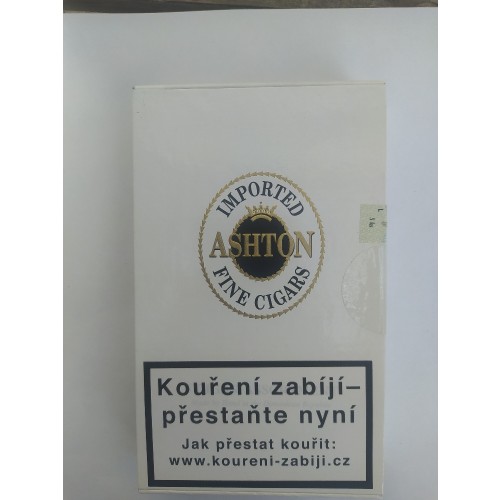 IMPORTED
ASHTON
FINE CIGARS
Kouření zabíjí–
přestaňte nyní
Jak přestat kouřit:
www.koureni-zabiji.cz